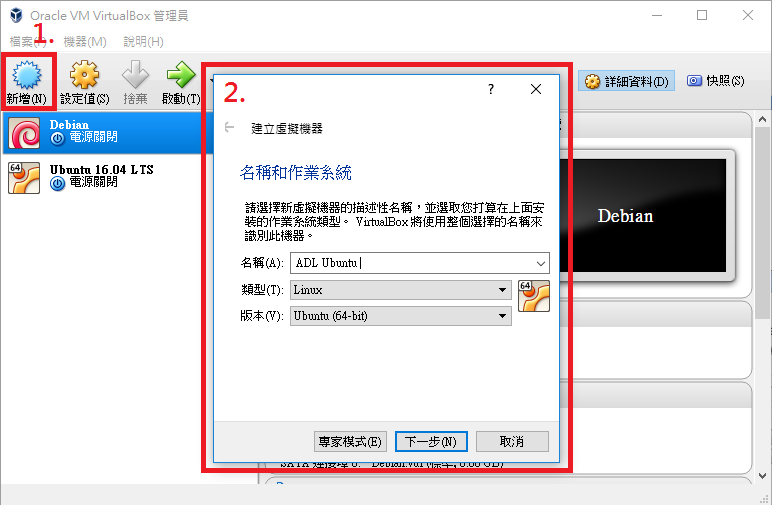 Oracle VM VirtualBox 管理員
機器(M) 說明(H)
1.
新增(N) 設定值(S) 捨棄 啟動(T)
詳細資料(D) 快照(S)
Debian
電源關閉
Ubuntu 16.04 LTS
電源關閉
2.
?
建立虛擬機器
名稱和作業系統
請選擇新虛擬機器的描述性名稱,並選取您打算在上面安
裝的作業系統類型。 VirtualBox 將使用整個選擇的名稱來
識別此機器。
名稱(A): ADL Ubuntu
類型(T): Linux
版本(V): Ubuntu (64-bit)
64
64
Debian
專家模式(E) 下一步(N) 取消